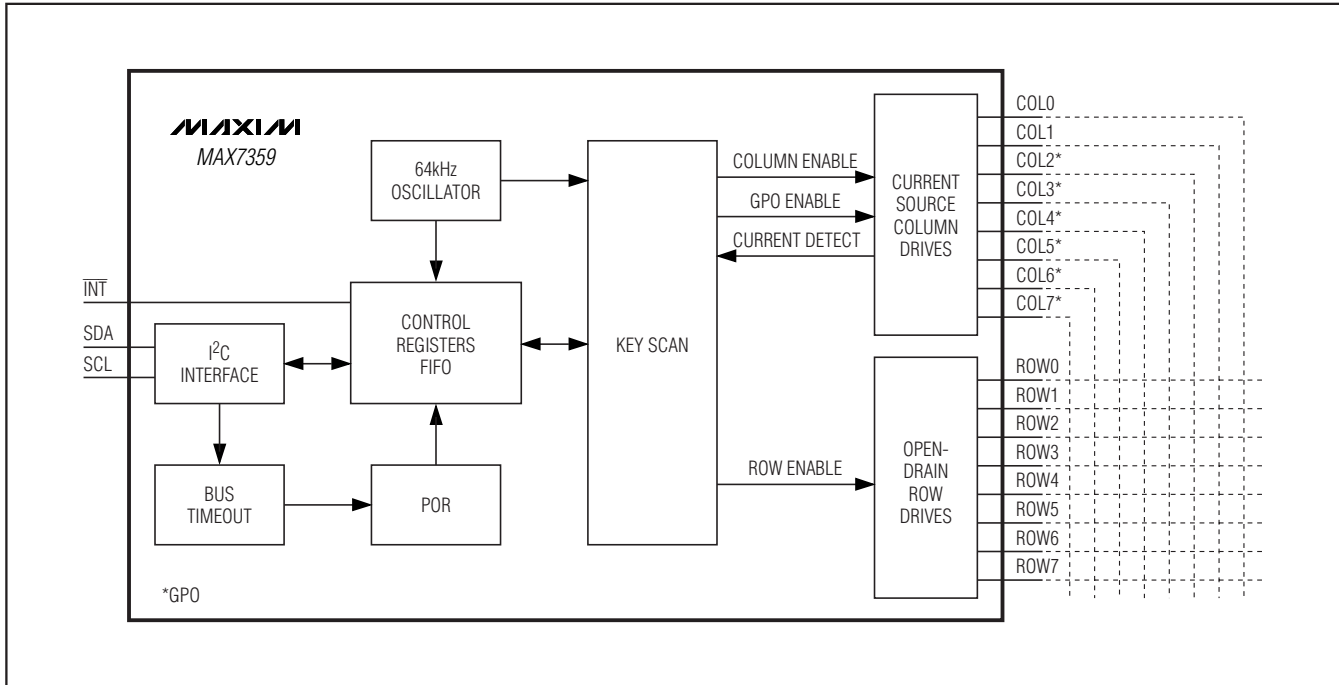 MAXIM
MAX7359
64kHz
OSCILLATOR
INT
SDA
SCL
I2C
INTERFACE
CONTROL
REGISTERS
FIFO
BUS
TIMEOUT
POR
KEY SCAN
COLUMN ENABLE
GPO ENABLE
CURRENT DETECT
ROW ENABLE
CURRENT
SOURCE
COLUMN
DRIVES
OPEN-
DRAIN
ROW
DRIVES
COL0
COL1
COL2*
COL3*
COL4*
COL5*
COL6*
COL7*
ROW0
ROW1
ROW2
ROW3
ROW4
ROW5
ROW6
ROW7
*GPO